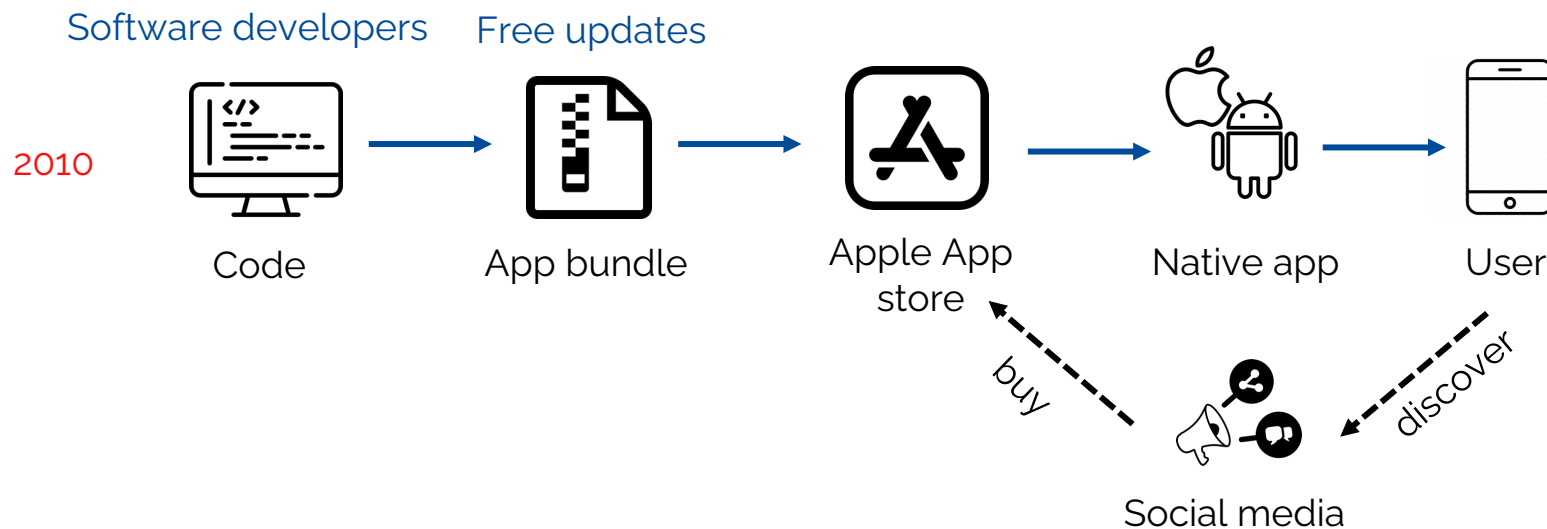 Software developers
Free updates
</>
2010
Code
App bundle
Apple App
store
Native app
User
buy
discover
Social media